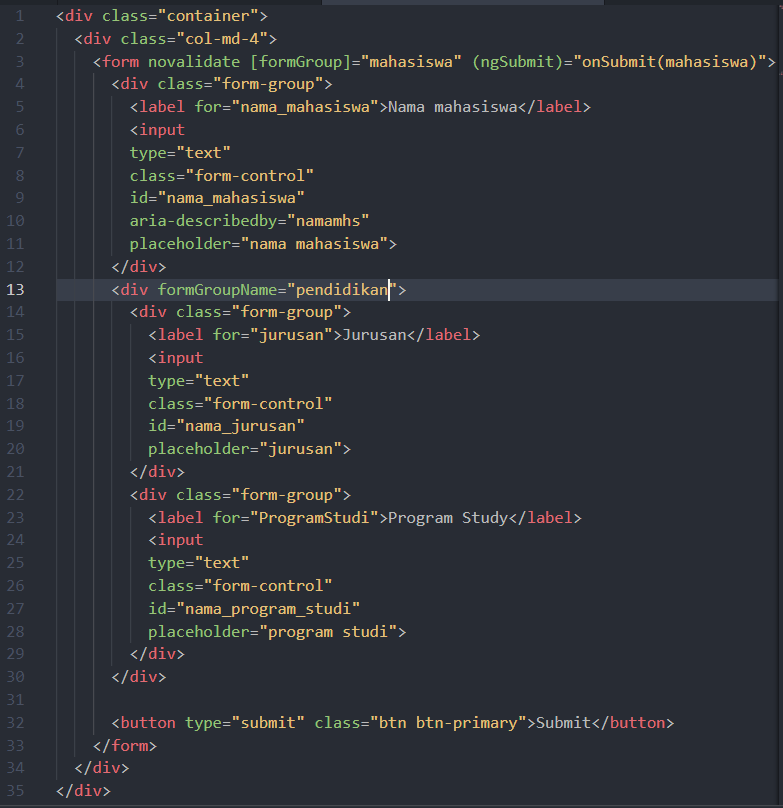 1 <div class="container">
2 <div class="col-md-4">
3 <form novalidate [formGroup]="mahasiswa" (ngSubmit)="onSubmit(mahasiswa)">
4 <div class="form-group">
5 <label for="nama_mahasiswa">Nama mahasiswa</label>
6 <input
7 type="text"
8 class="form-control"
9 id="nama_mahasiswa"
10 aria-describedby="namamhs"
11 placeholder="nama mahasiswa">
12 </div>
13 <div formGroupName="pendidikan">
14 <div class="form-group">
15 <label for="jurusan">Jurusan</label>
16 <input
17 type="text"
18 class="form-control"
19 id="nama_jurusan"
20 placeholder="jurusan">
21 </div>
22 <div class="form-group">
23 <label for="ProgramStudi">Program Study</label>
24 <input
25 type="text"
26 class="form-control"
27 id="nama_program_studi"
28 placeholder="program studi">
29 </div>
30 </div>
31
32 <button type="submit" class="btn btn-primary">Submit</button>
33 </form>
34 </div>
35 </div>